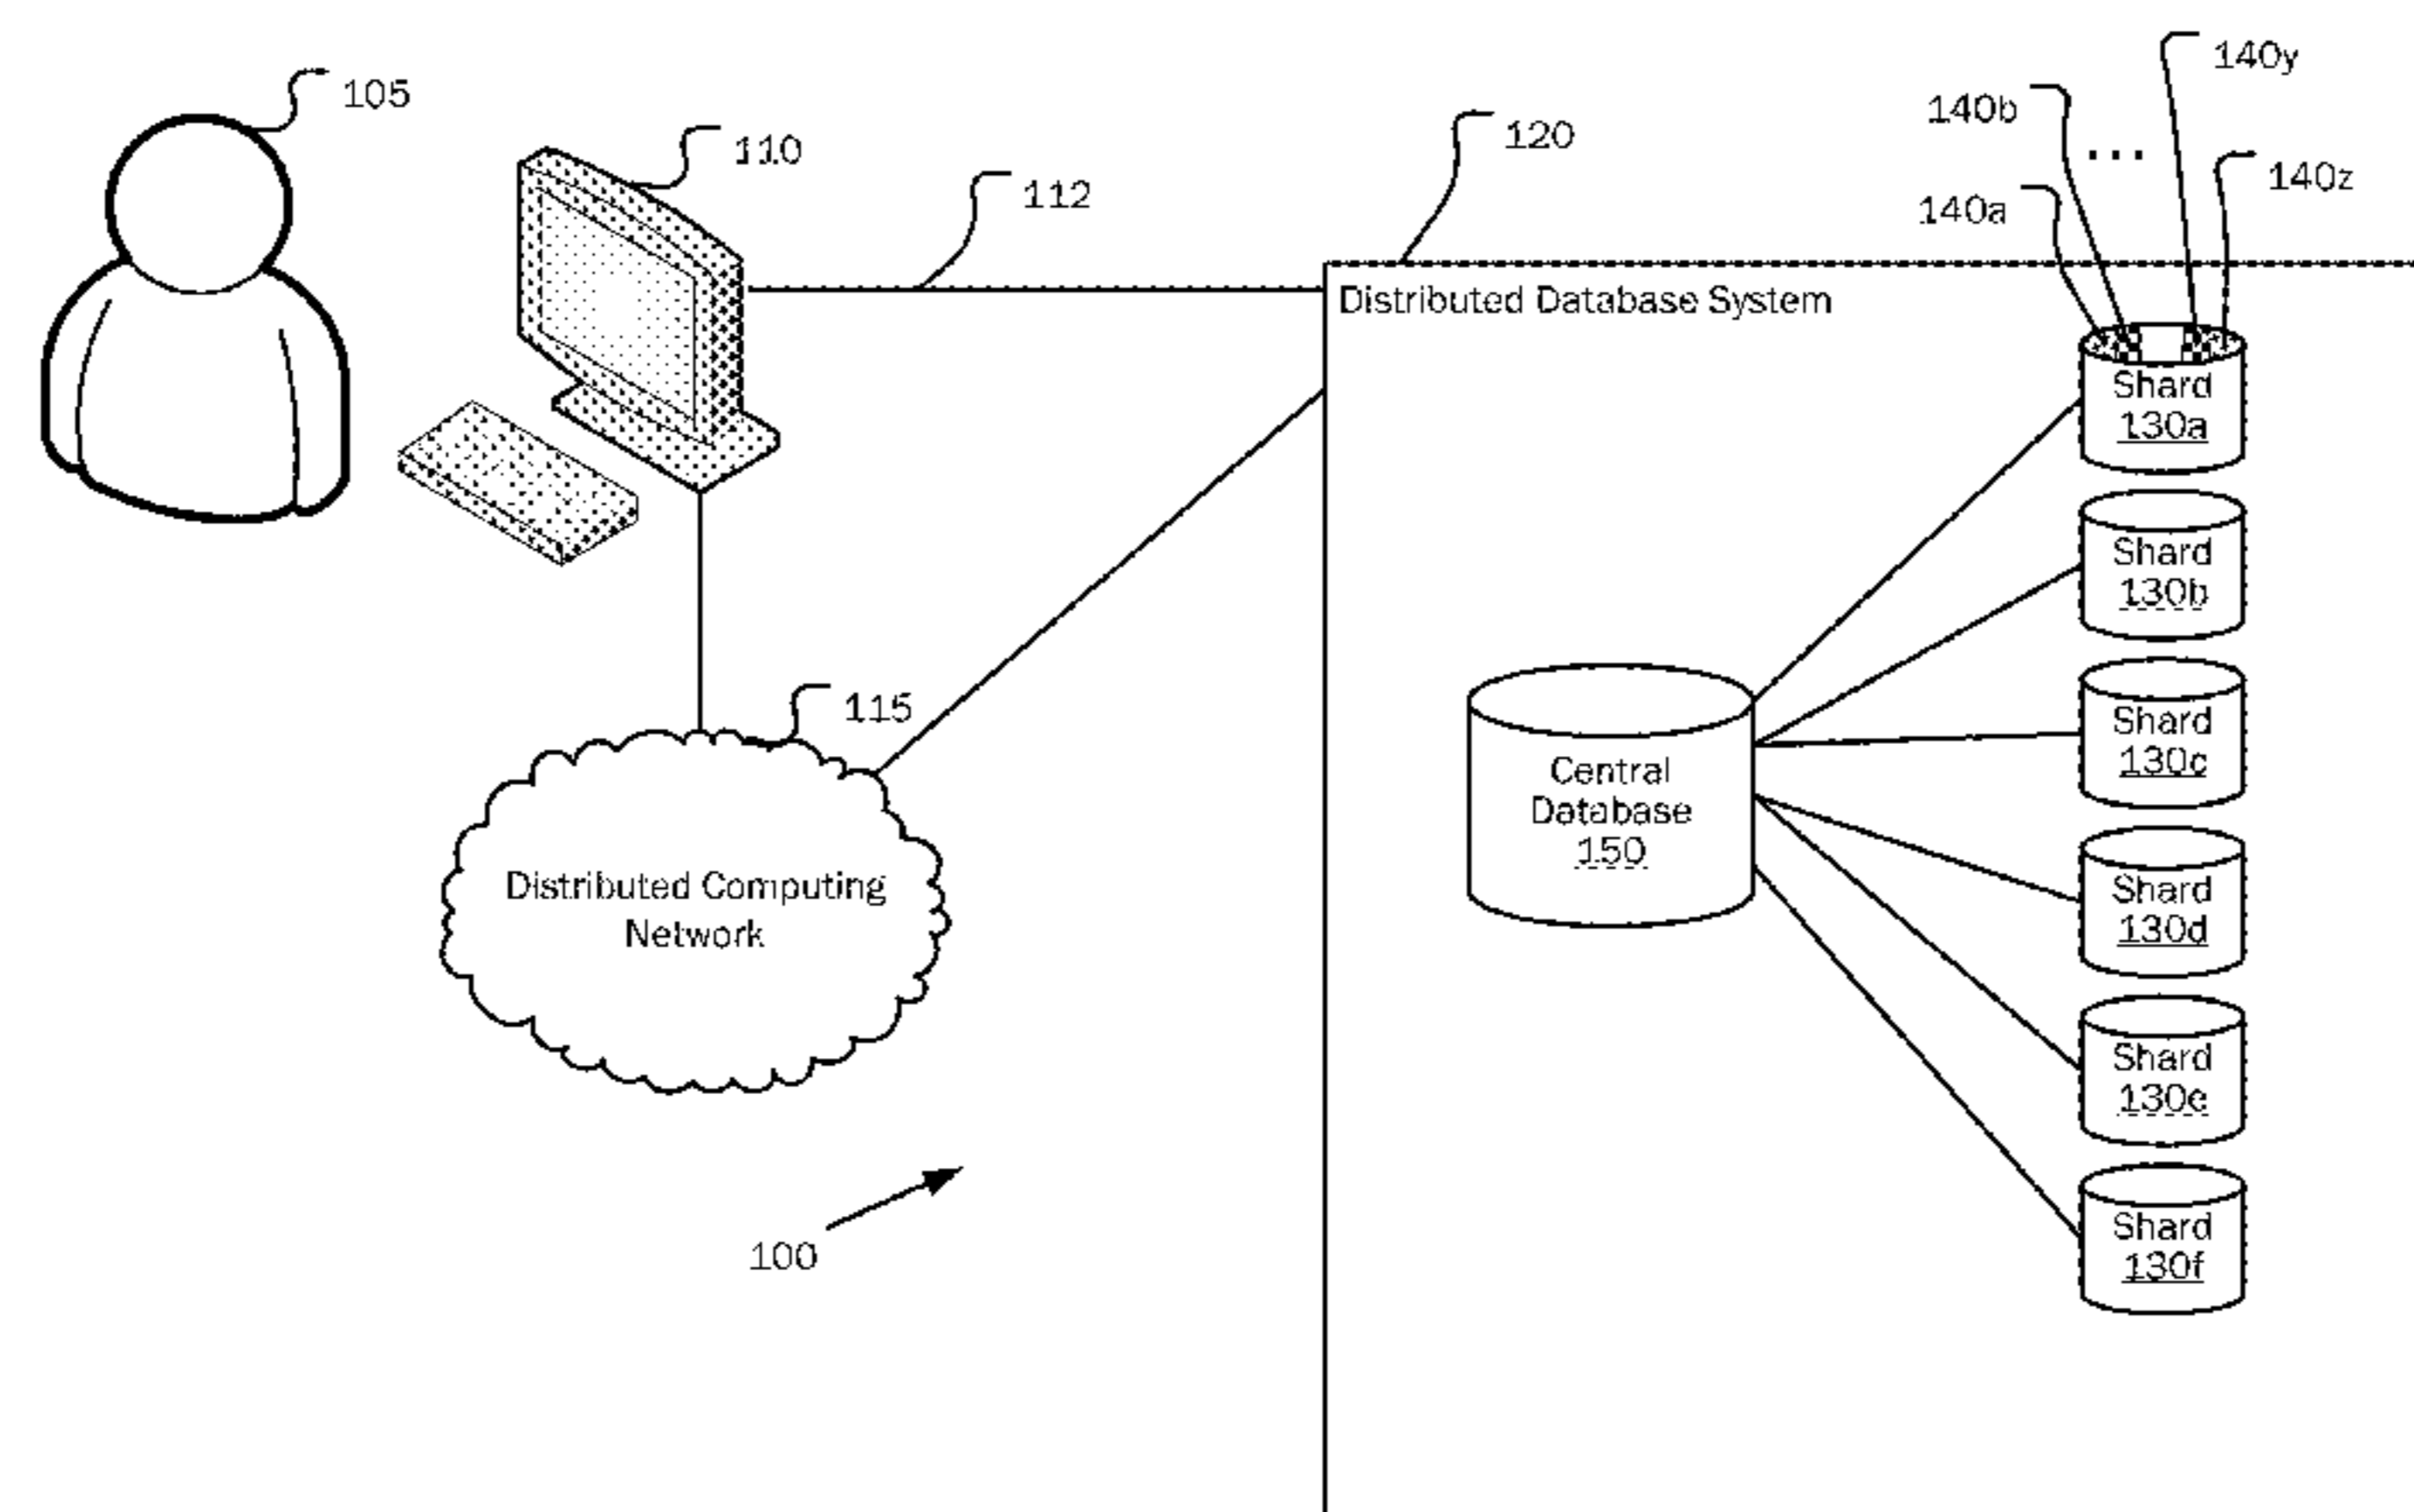 105
110
112
120
140a
140b
...
140y
140z
Distributed Database System
Shard
130a
Shard
130b
Shard
130c
Shard
130d
Shard
130e
Shard
130f
Central
Database
150
115
Distributed Computing
Network
100